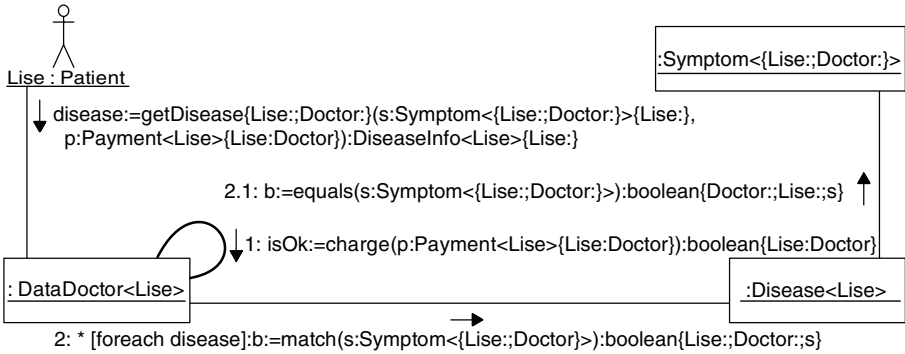 :Symptom<{Lise:;Doctor:}>
Lise : Patient
disease:=getDisease{Lise:;Doctor:}(s:Symptom<{Lise:;Doctor:}>{Lise:},
p:Payment<Lise>{Lise:Doctor}):DiseaseInfo<Lise>{Lise:}
2.1: b:=equals(s:Symptom<{Lise:;Doctor:}>):boolean{Doctor:;Lise:;s}
1: isOk:=charge(p:Payment<Lise>{Lise:Doctor}):boolean{Lise:Doctor}
: DataDoctor<Lise>
:Disease<Lise>
2: * [foreach disease]:b:=match(s:Symptom<{Lise:;Doctor}>):boolean{Lise:;Doctor:;s}